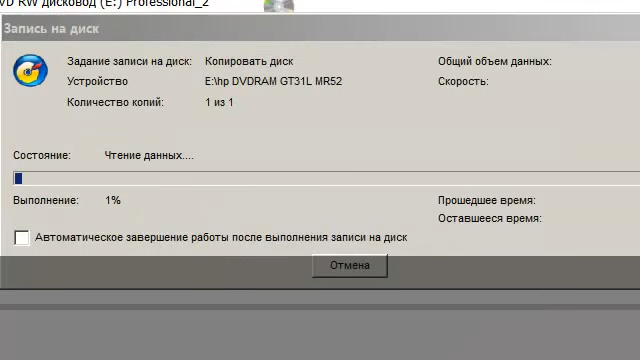 VD RW дисковод (E:) Professional_2
Запись на диск
Задание записи на диск: Копировать диск Общий объем данных:
Устройство E:\hp DVDRAM GT31L MR52 Скорость:
Количество копий: 1 из 1
Состояние: Чтение данных....
Выполнение: 1% Прошедшее время:
Оставшееся время:
Автоматическое завершение работы после выполнения записи на диск
Отмена